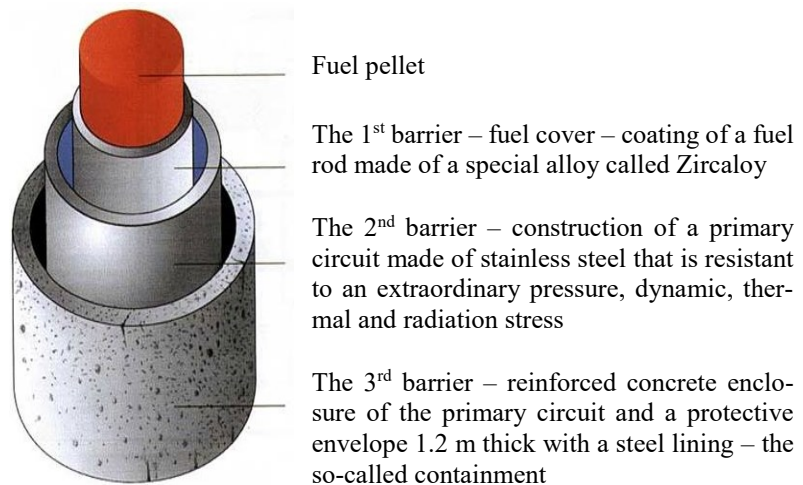 Fuel pellet
The 1st barrier – fuel cover – coating of a fuel
rod made of a special alloy called Zircaloy
The 2nd barrier – construction of a primary
circuit made of stainless steel that is resistant
to an extraordinary pressure, dynamic, ther-
mal and radiation stress
The 3rd barrier – reinforced concrete enclo-
sure of the primary circuit and a protective
envelope 1.2 m thick with a steel lining – the
so-called containment